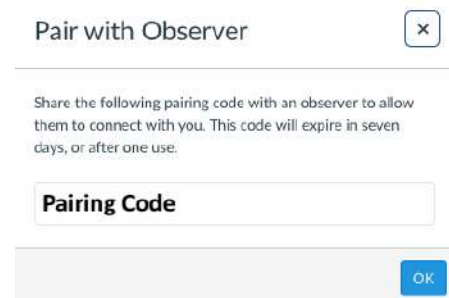 Pair with Observer
×
Share the following pairing code with an observer to allow
them to connect with you. This code will expire in seven
days, or after one use.
Pairing Code
OK